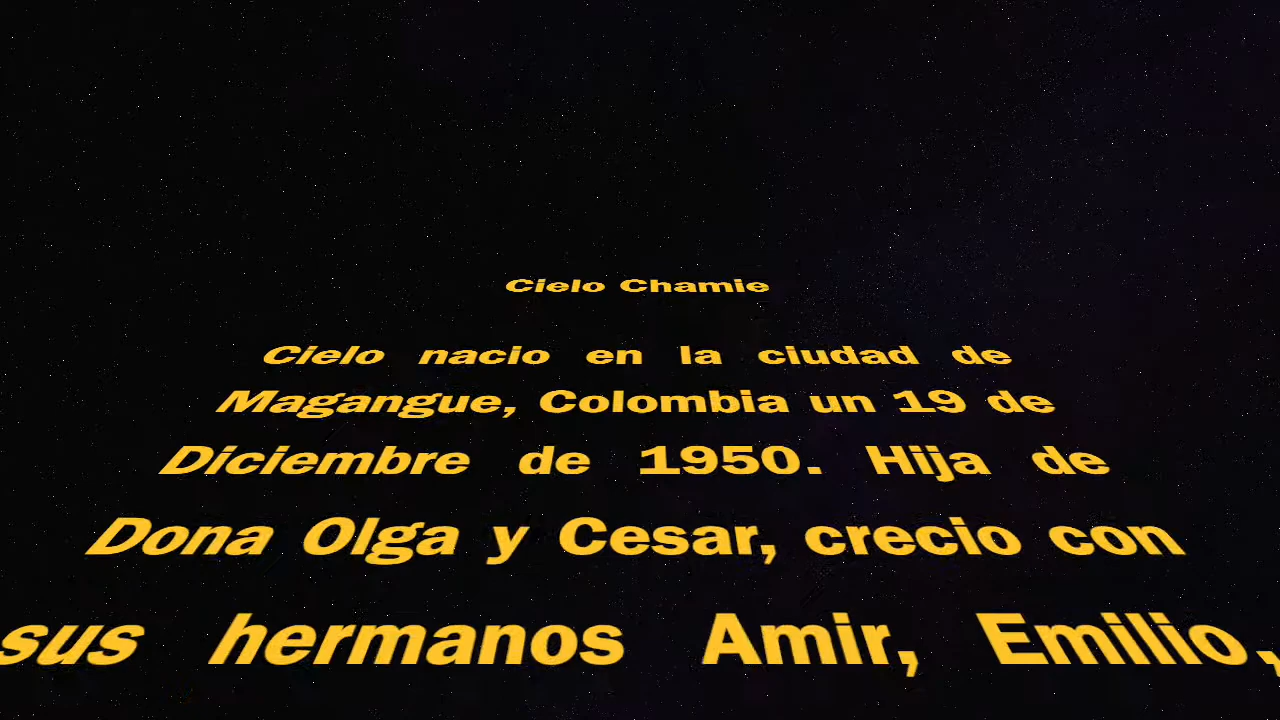 Cielo Chamie
Cielo nacio en la ciudad de
Magangue, Colombia un 19 de
Diciembre de 1950. Hija de
Dona Olga y Cesar, crecio con
sus hermanos Amir, Emilio,